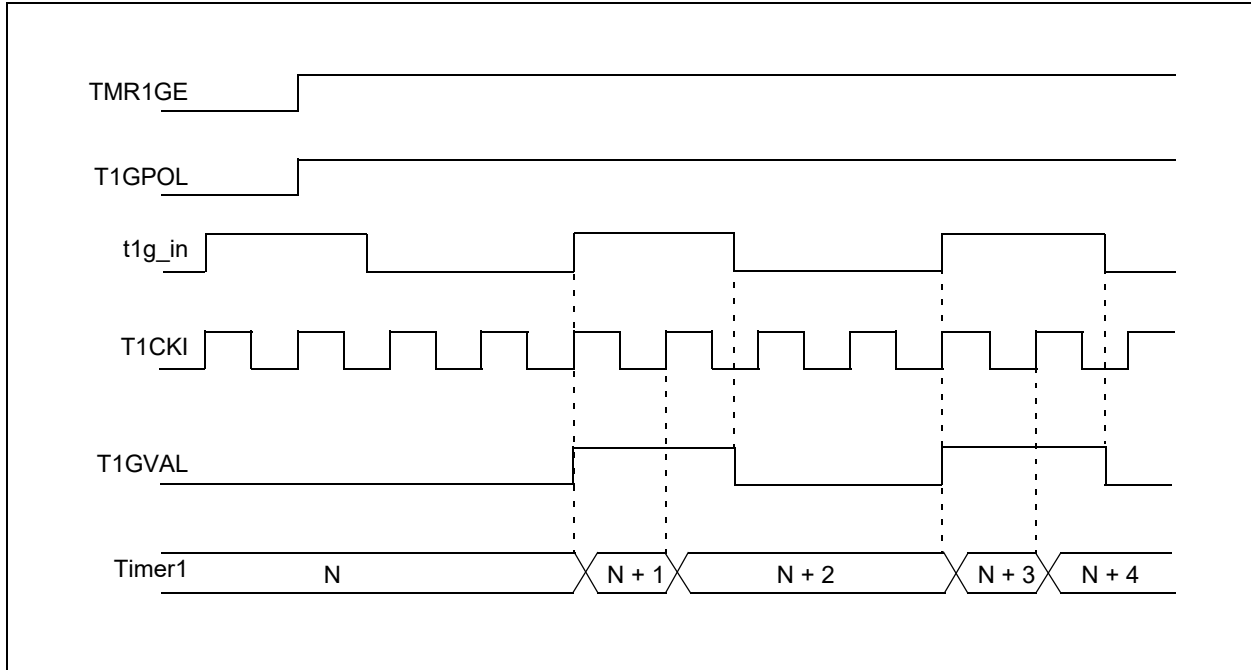 TMR1GE
T1GPOL
t1g_in
T1CKI
T1GVAL
Timer1 N N + 1 N + 2 N + 3 N + 4